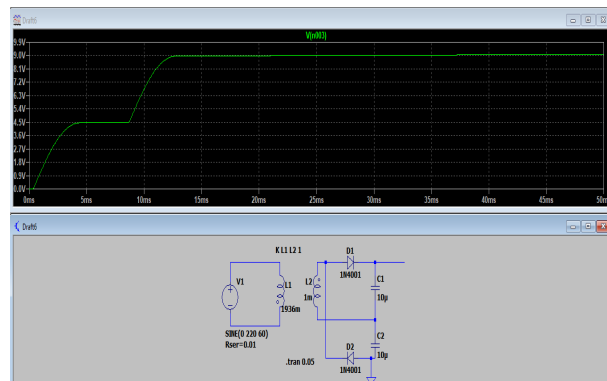 Draft6
V(n003)
9.9V
9.0V
8.1V
7.2V
6.3V
5.4V
4.5V
3.6V
2.7V
1.8V
0.9V
0.0V
0ms 5ms 10ms 15ms 20ms 25ms 30ms 35ms 40ms 45ms 50ms
Draft6
K L1 L2 1
D1
1N4001
V1
L1
1936m
L2
1m
C1
10µ
SINE(0 220 60)
Rser=0.01
.tran 0.05
D2
1N4001
C2
10µ